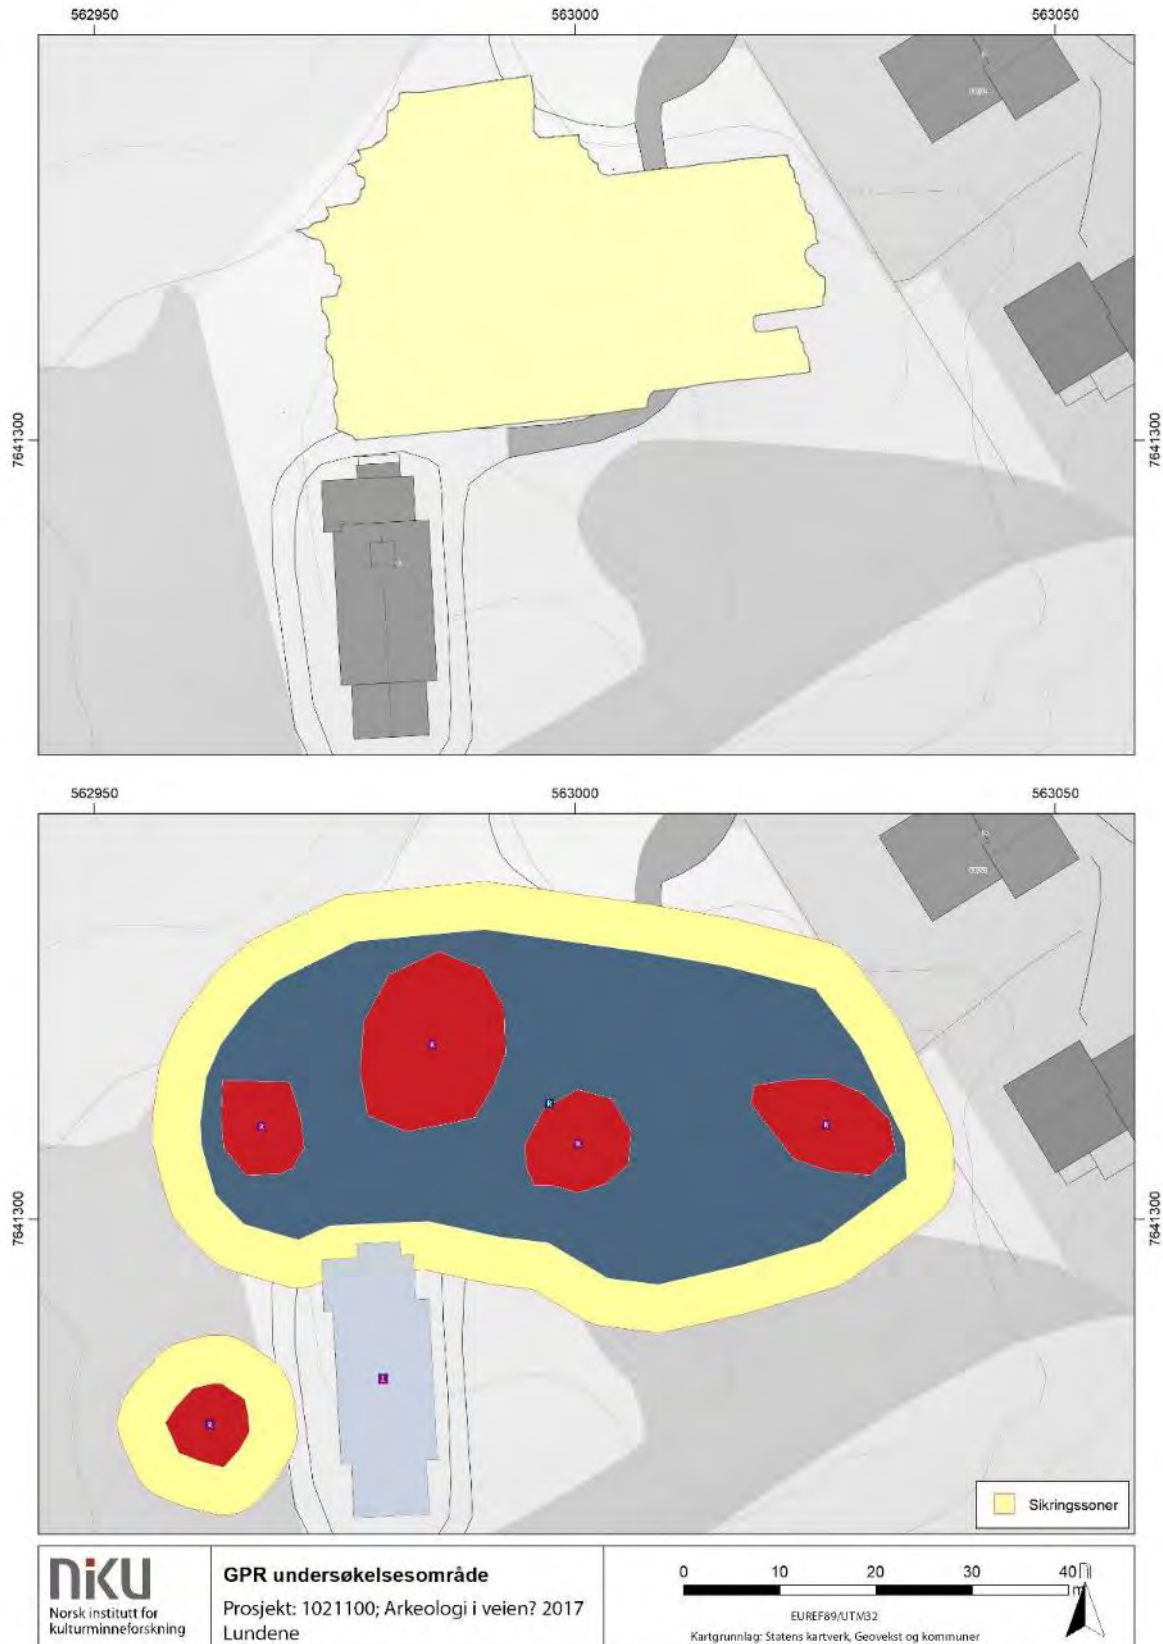 562950 563000 563050
7641300 7641300
562950 563000 563050
7641300 7641300
R
R
R
R
R
R
Sikringssoner
niku
Norsk institutt for
kulturminneforskning
GPR undersøkelsesområde
Prosjekt: 1021100; Arkeologi i veien? 2017
Lundene
0 10 20 30 40
m
EUREF89/UTM32
Kartgrunnlag: Statens kartverk, Geovekst og kommuner